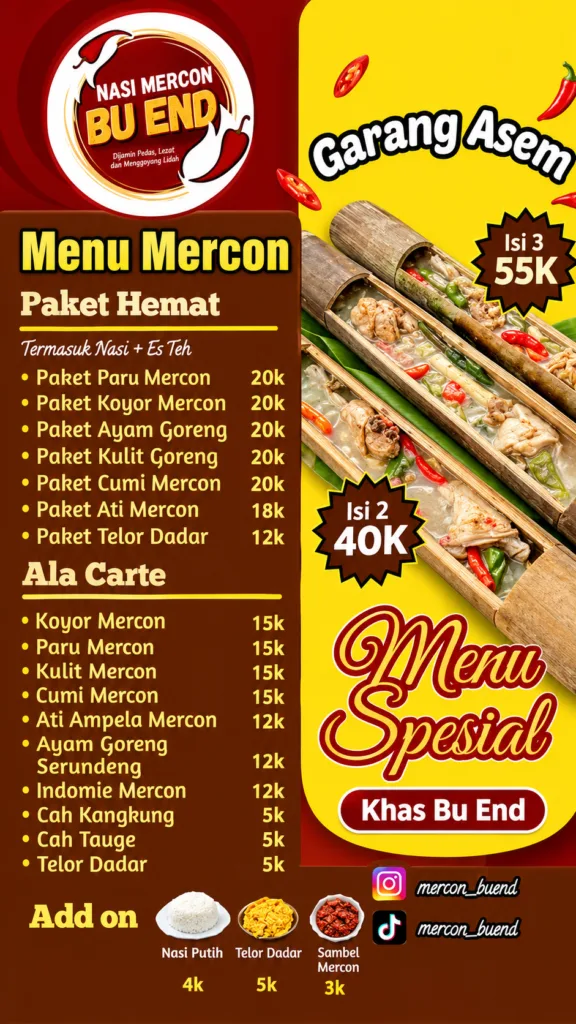 NASI MERCON
BU END
Dijamin Pedas, Lezat
dan Menggoyang Lidah
Menu Mercon
Paket Hemat
Termasuk Nasi + Es Teh
• Paket Paru Mercon 20k
• Paket Koyor Mercon 20k
• Paket Ayam Goreng 20k
• Paket Kulit Goreng 20k
• Paket Cumi Mercon 20k
• Paket Ati Mercon 18k
• Paket Telor Dadar 12k
Ala Carte
• Koyor Mercon 15k
• Paru Mercon 15k
• Kulit Mercon 15k
• Cumi Mercon 15k
• Ati Ampela Mercon 12k
• Ayam Goreng
Serundeng 12k
• Indomie Mercon 12k
• Cah Kangkung 5k
• Cah Tauge 5k
• Telor Dadar 5k
Add on
Nasi Putih
4k
Telor Dadar
5k
Sambel
Mercon
3k
Garang Asem
Isi 3
55K
Isi 2
40K
Menu
Spesial
Khas Bu End
mercon_buend
mercon_buend